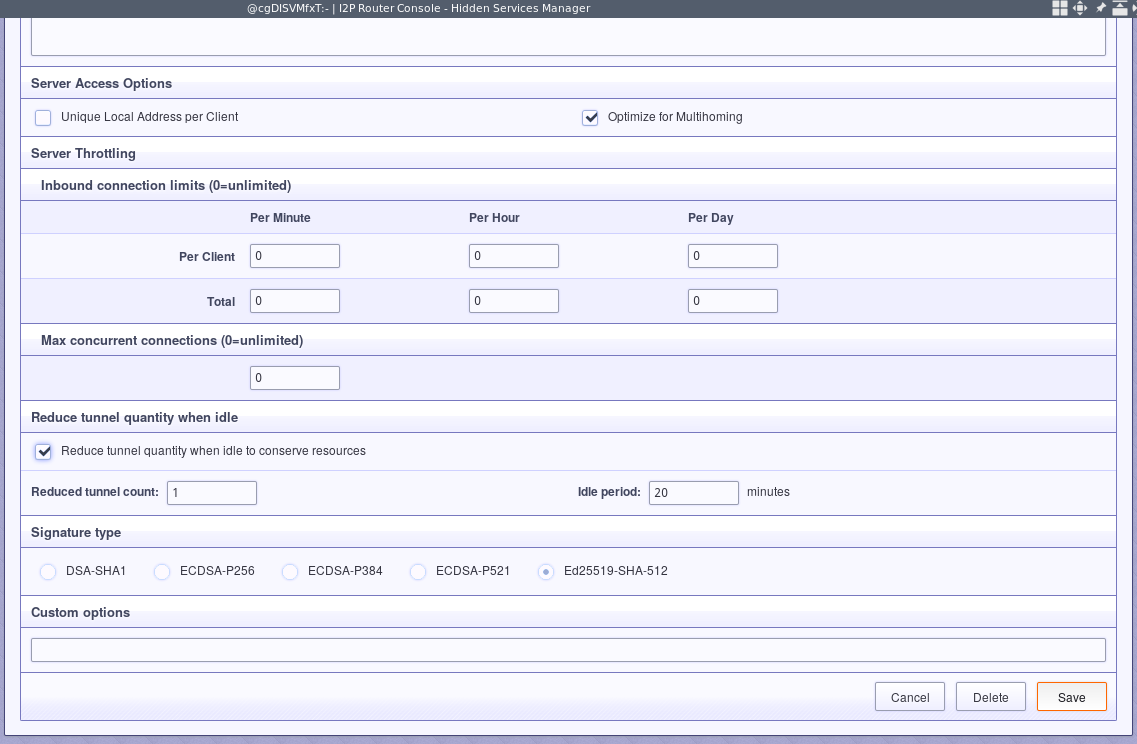 @cgDISVMfxT:- | I2P Router Console - Hidden Services Manager
Server Access Options
Unique Local Address per Client Optimize for Multihoming
Server Throttling
Inbound connection limits (0=unlimited)
Per Minute Per Hour Per Day
Per Client 0 0 0
Total 0 0 0
Max concurrent connections (0=unlimited)
0
Reduce tunnel quantity when idle
Reduce tunnel quantity when idle to conserve resources
Reduced tunnel count: 1 Idle period: 20 minutes
Signature type
DSA-SHA1 ECDSA-P256 ECDSA-P384 ECDSA-P521 Ed25519-SHA-512
Custom options
Cancel Delete Save